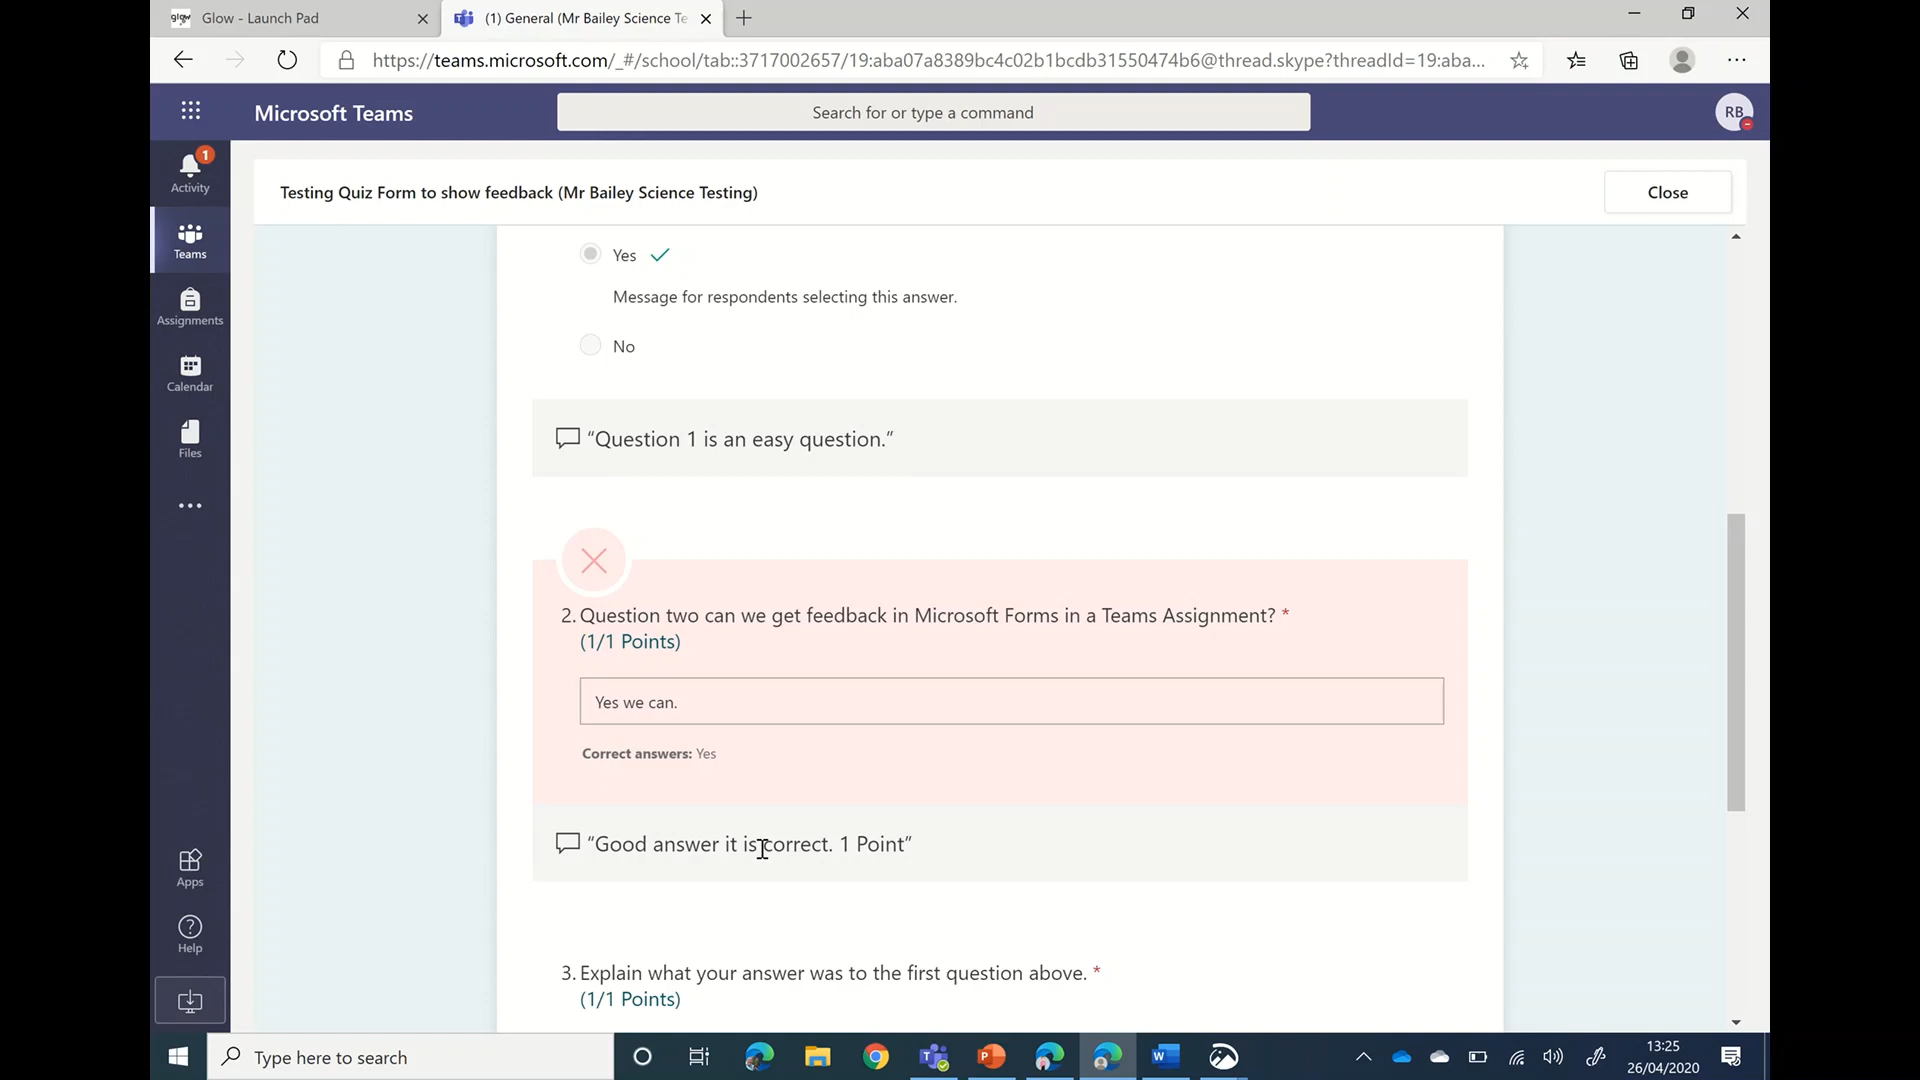 glow Glow - Launch Pad
(1) General (Mr Bailey Science Te
https://teams.microsoft.com/_#/school/tab::3717002657/19:aba07a8389bc4c02b1bcdb31550474b6@thread.skype?threadId=19:aba...
Microsoft Teams
Search for or type a command
RB
1
Activity
Teams
Assignments
Calendar
Files
Apps
Help
Testing Quiz Form to show feedback (Mr Bailey Science Testing)
Close
Yes
Message for respondents selecting this answer.
No
“Question 1 is an easy question.”
2. Question two can we get feedback in Microsoft Forms in a Teams Assignment? *
(1/1 Points)
Yes we can.
Correct answers: Yes
“Good answer it is correct. 1 Point”
3. Explain what your answer was to the first question above. *
(1/1 Points)
Type here to search
13:25
26/04/2020